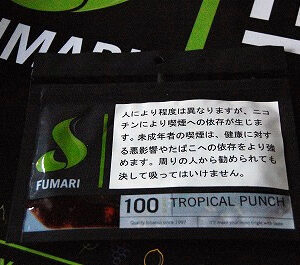 FUMARI
人により程度は異なりますが、ニコ
チンにより喫煙への依存が生じま
す。未成年者の喫煙は、健康に対す
る悪影響やたばこへの依存をより強
めます。周りの人から勧められても
決して吸ってはいけません。
FUMARI
100 TROPICAL PUNCH
Quality tobacco since 1997